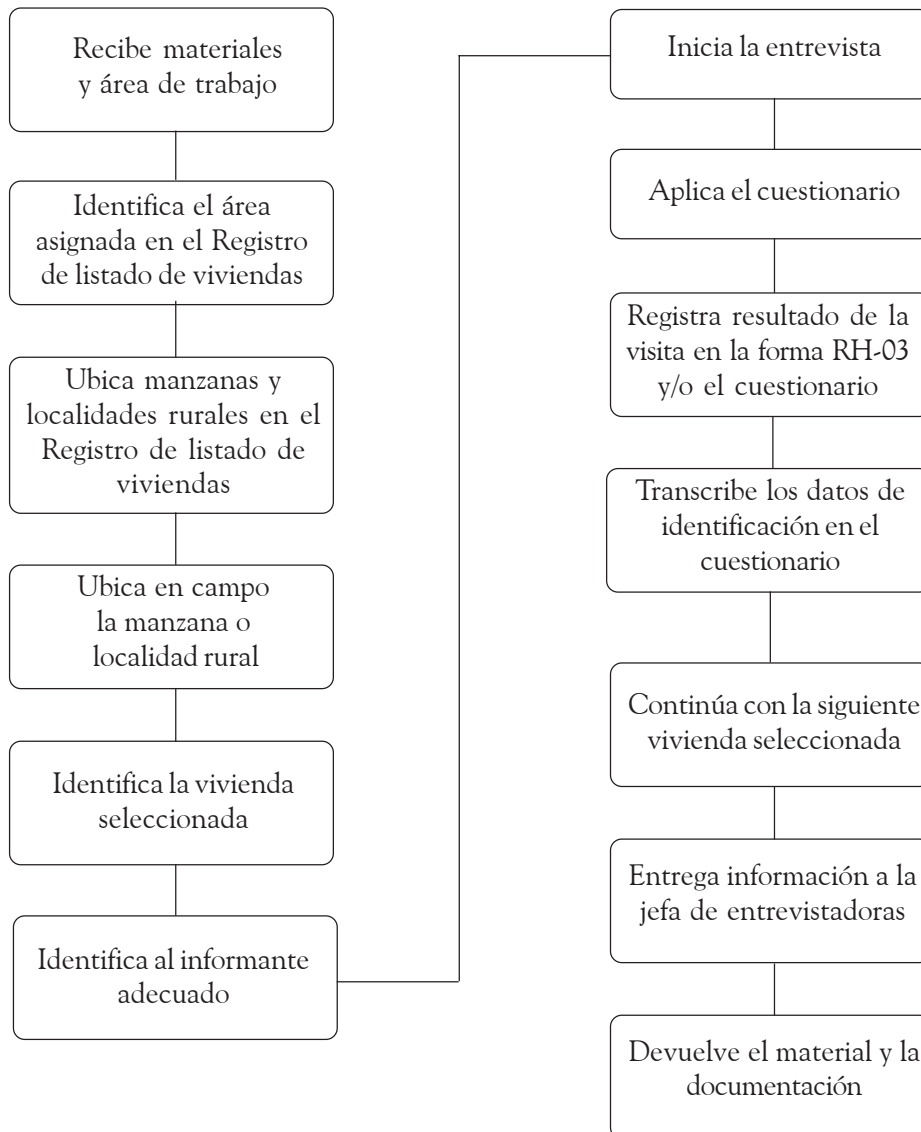 Recibe materiales
y área de trabajo
Identifica el área
asignada en el Registro
de listado de viviendas
Ubica manzanas y
localidades rurales en el
Registro de listado de
viviendas
Ubica en campo
la manzana o
localidad rural
Identifica la vivienda
seleccionada
Identifica al informante
adecuado
Inicia la entrevista
Aplica el cuestionario
Registra resultado de la
visita en la forma RH-03
y/o el cuestionario
Transcribe los datos de
identificación en el
cuestionario
Continúa con la siguiente
vivienda seleccionada
Entrega información a la
jefa de entrevistadoras
Devuelve el material y la
documentación